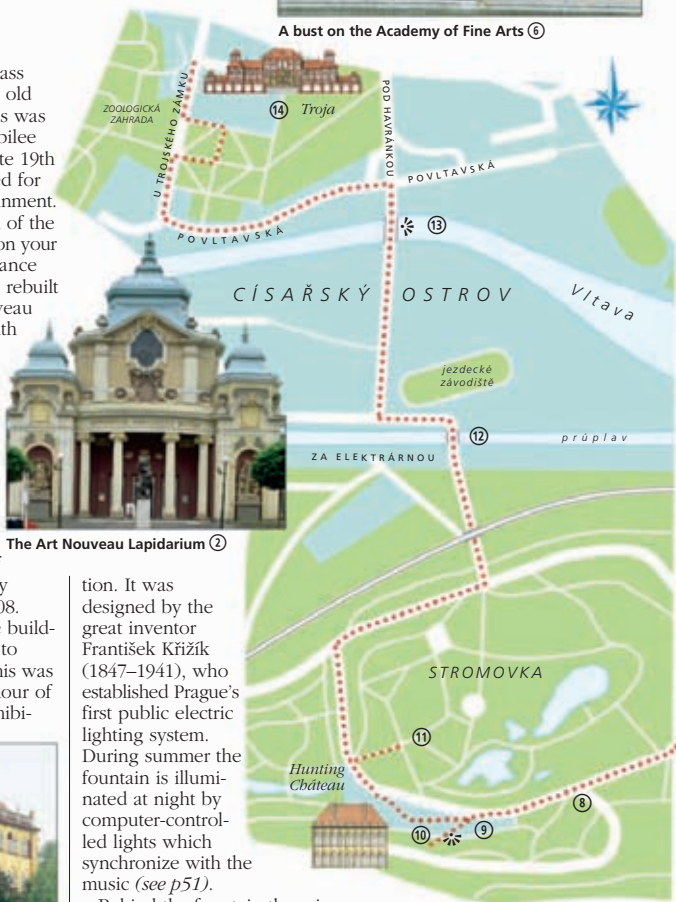 A bust on the Academy of Fine Arts ⑥
ass
old
s was
bilee
te 19th
ed for
inment.
of the
on your
ance
rebuilt
veau
ith
ZOOLOGICKÁ
ZAHRADA
U TROJSKÉHO ZÁMKU
⑭ Troja
POD HAVRÁNKOU
POVLTAVSKÁ
POVLTAVSKÁ
⑬
CÍSAŘSKÝ OSTROV
Vltava
jezdecké
závodiště
⑫
průplav
ZA ELEKTRÁRNOU
The Art Nouveau Lapidarium ②
y
08.
e build-
to
his was
our of
hibi-
tion. It was
designed by the
great inventor
František Křižík
(1847–1941), who
established Prague's
first public electric
lighting system.
During summer the
fountain is illumi-
nated at night by
computer-control-
led lights which
synchronize with the
music (see p51).
STROMOVKA
⑪
Hunting
Château
⑧
⑨
⑩